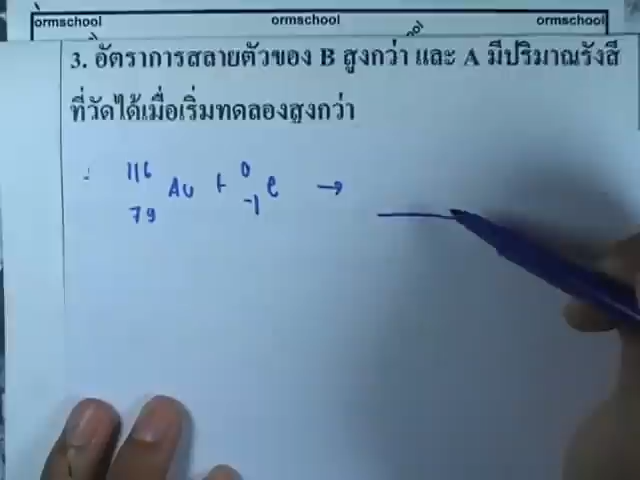 ormschool ormschool ormschool
3. อัตราการสลายตัวของ B สูงกว่า และ A มีปริมาณรังสี
ที่วัดได้เมื่อเริ่มทดลองสูงกว่า
116 79 Au + 0 -1 e →